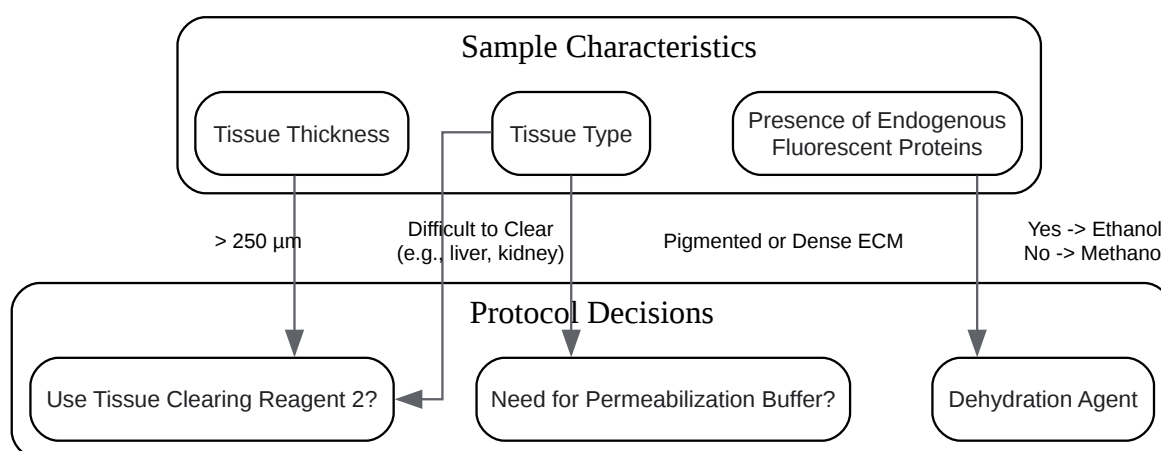 Sample Characteristics
Tissue Thickness
Tissue Type
Presence of Endogenous
Fluorescent Proteins
> 250 µm
Difficult to Clear
(e.g., liver, kidney)
Pigmented or Dense ECM
Yes -> Ethanol
No -> Methano
Protocol Decisions
Use Tissue Clearing Reagent 2?
Need for Permeabilization Buffer?
Dehydration Agent